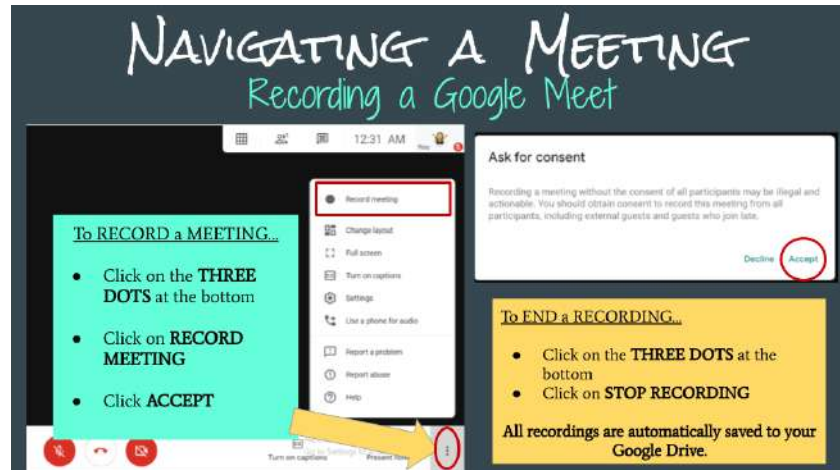 NAVIGATING A MEETING
Recording a Google Meet
12:31 AM
You
Record meeting
Change layout
Full screen
Turn on captions
Settings
Use a phone for audio
Report a problem
Report abuse
Help
To RECORD a MEETING...
● Click on the THREE
DOTS at the bottom
● Click on RECORD
MEETING
● Click ACCEPT
Turn on captions
Present now
Ask for consent
Recording a meeting without the consent of all participants may be illegal and
actionable. You should obtain consent to record this meeting from all
participants, including external guests and guests who join late.
Decline Accept
To END a RECORDING...
● Click on the THREE DOTS at the
bottom
● Click on STOP RECORDING
All recordings are automatically saved to your
Google Drive.